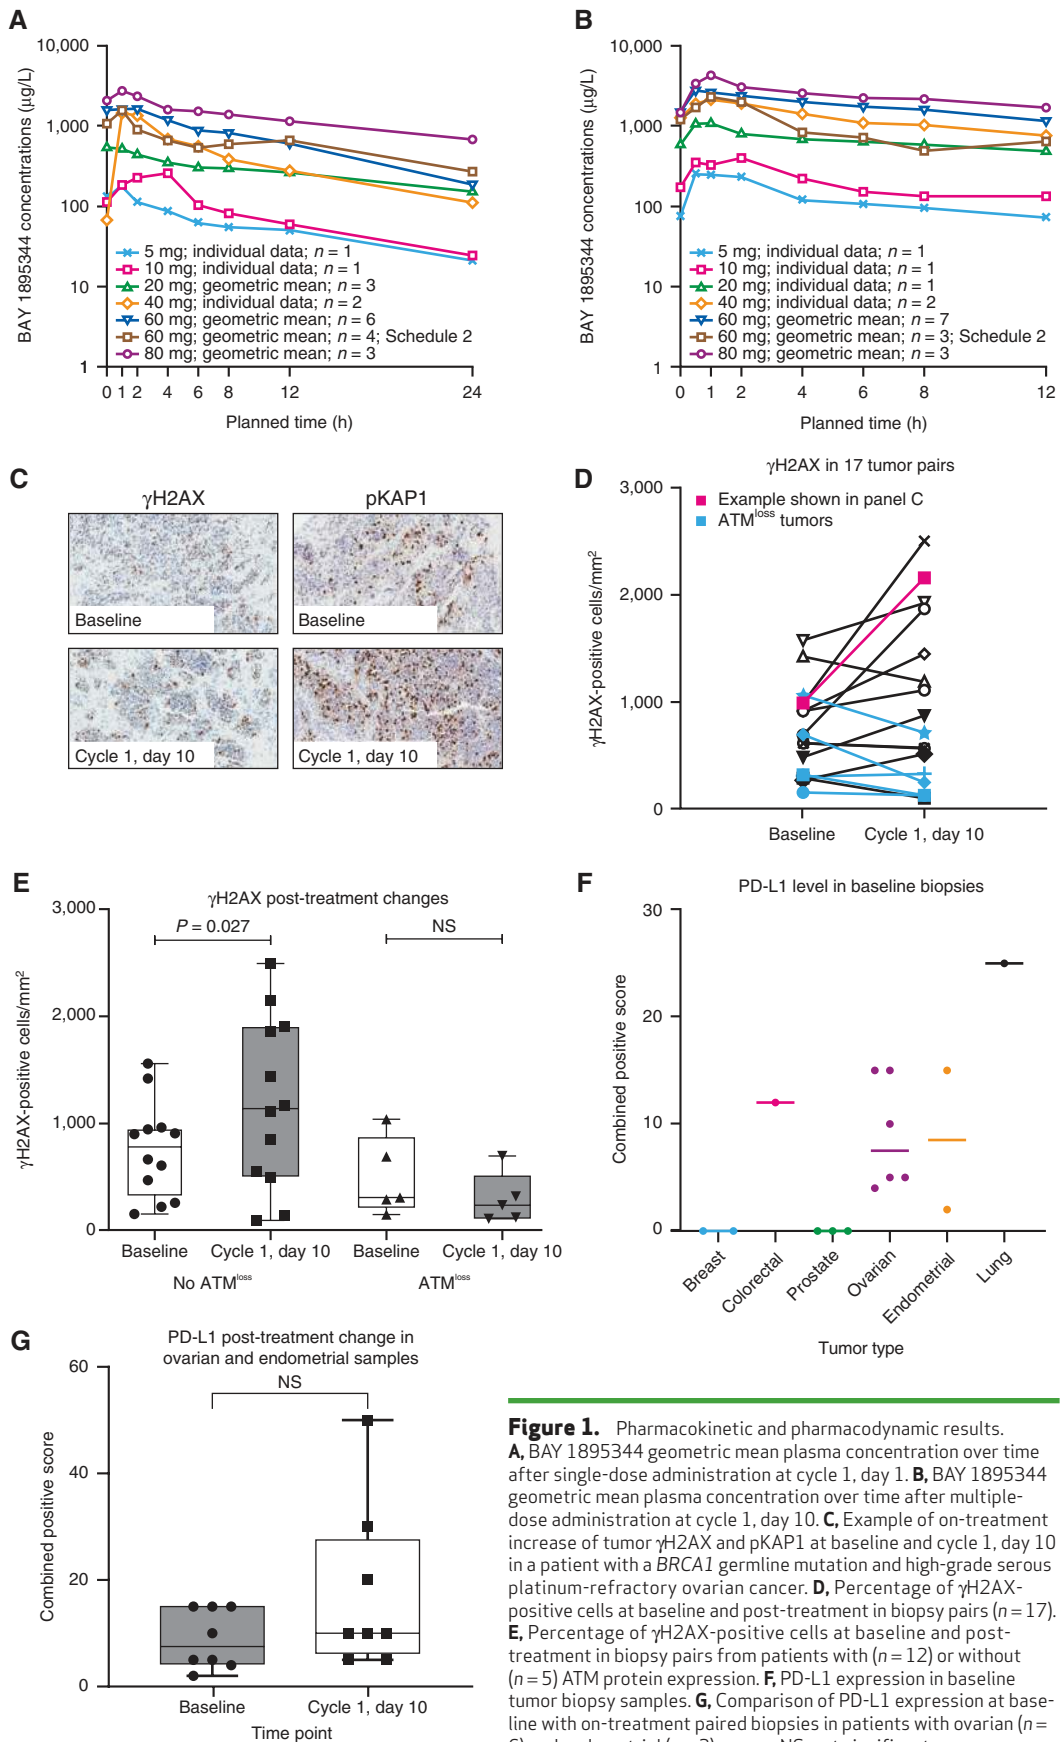 A
10,000
1,000
100
10
1
BAY 1895344 concentrations (µg/L)
5 mg; individual data; n = 1
10 mg; individual data; n = 1
20 mg; geometric mean; n = 3
40 mg; individual data; n = 2
60 mg; geometric mean; n = 6
60 mg; geometric mean; n = 4; Schedule 2
80 mg; geometric mean; n = 3
0 1 2 4 6 8 12 24
Planned time (h)
B
10,000
1,000
100
10
1
BAY 1895344 concentrations (µg/L)
5 mg; individual data; n = 1
10 mg; individual data; n = 1
20 mg; geometric mean; n = 1
40 mg; individual data; n = 2
60 mg; geometric mean; n = 7
60 mg; geometric mean; n = 3; Schedule 2
80 mg; geometric mean; n = 3
0 1 2 4 6 8 12
Planned time (h)
C
γH2AX pKAP1
Baseline Baseline
Cycle 1, day 10 Cycle 1, day 10
D
γH2AX in 17 tumor pairs
Example shown in panel C
ATMloss tumors
3,000
2,000
1,000
0
γH2AX-positive cells/mm²
Baseline Cycle 1, day 10
E
γH2AX post-treatment changes
P = 0.027 NS
3,000
2,000
1,000
0
γH2AX-positive cells/mm²
Baseline Cycle 1, day 10 Baseline Cycle 1, day 10
No ATMloss ATMloss
F
PD-L1 level in baseline biopsies
30
20
10
0
Combined positive score
Breast Colorectal Prostate Ovarian Endometrial Lung
Tumor type
G
PD-L1 post-treatment change in
ovarian and endometrial samples
NS
60
40
20
0
Combined positive score
Baseline Cycle 1, day 10
Time point
Figure 1. Pharmacokinetic and pharmacodynamic results.
A, BAY 1895344 geometric mean plasma concentration over time
after single-dose administration at cycle 1, day 1. B, BAY 1895344
geometric mean plasma concentration over time after multiple-
dose administration at cycle 1, day 10. C, Example of on-treatment
increase of tumor γH2AX and pKAP1 at baseline and cycle 1, day 10
in a patient with a BRCA1 germline mutation and high-grade serous
platinum-refractory ovarian cancer. D, Percentage of γH2AX-
positive cells at baseline and post-treatment in biopsy pairs (n = 17).
E, Percentage of γH2AX-positive cells at baseline and post-
treatment in biopsy pairs from patients with (n = 12) or without
(n = 5) ATM protein expression. F, PD-L1 expression in baseline
tumor biopsy samples. G, Comparison of PD-L1 expression at base-
line with on-treatment paired biopsies in patients with ovarian (n =